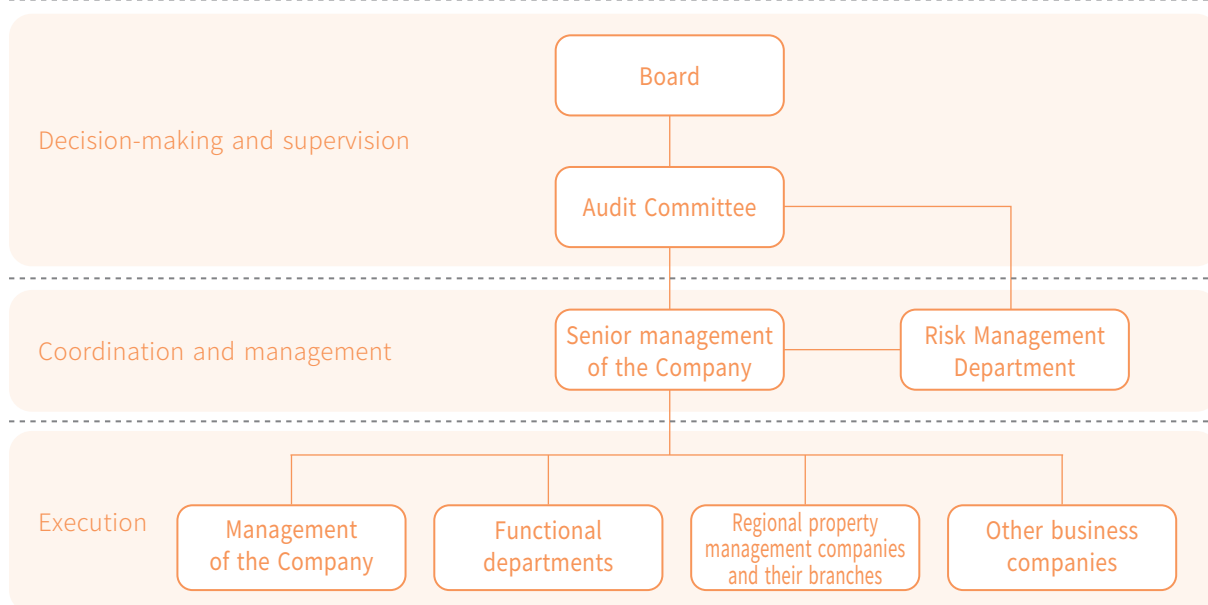 Board
Decision-making and supervision
Audit Committee
Senior management
of the Company
Risk Management
Department
Coordination and management
Execution
Management
of the Company
Functional
departments
Regional property
management companies
and their branches
Other business
companies